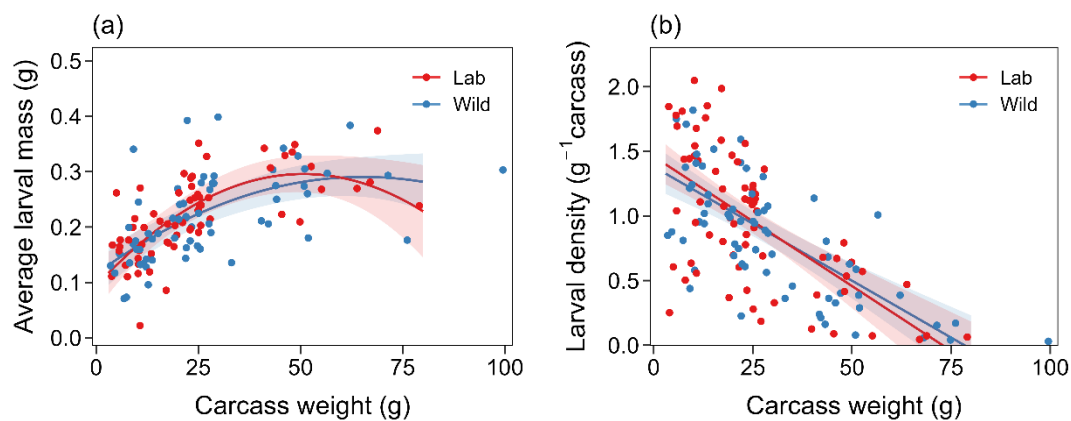 (a)
Average larval mass (g)
0.5
0.4
0.3
0.2
0.1
0.0
Lab
Wild
0 25 50 75 100
Carcass weight (g)
(b)
Larval density (g⁻¹ carcass)
2.0
1.5
1.0
0.5
0.0
Lab
Wild
0 25 50 75 100
Carcass weight (g)